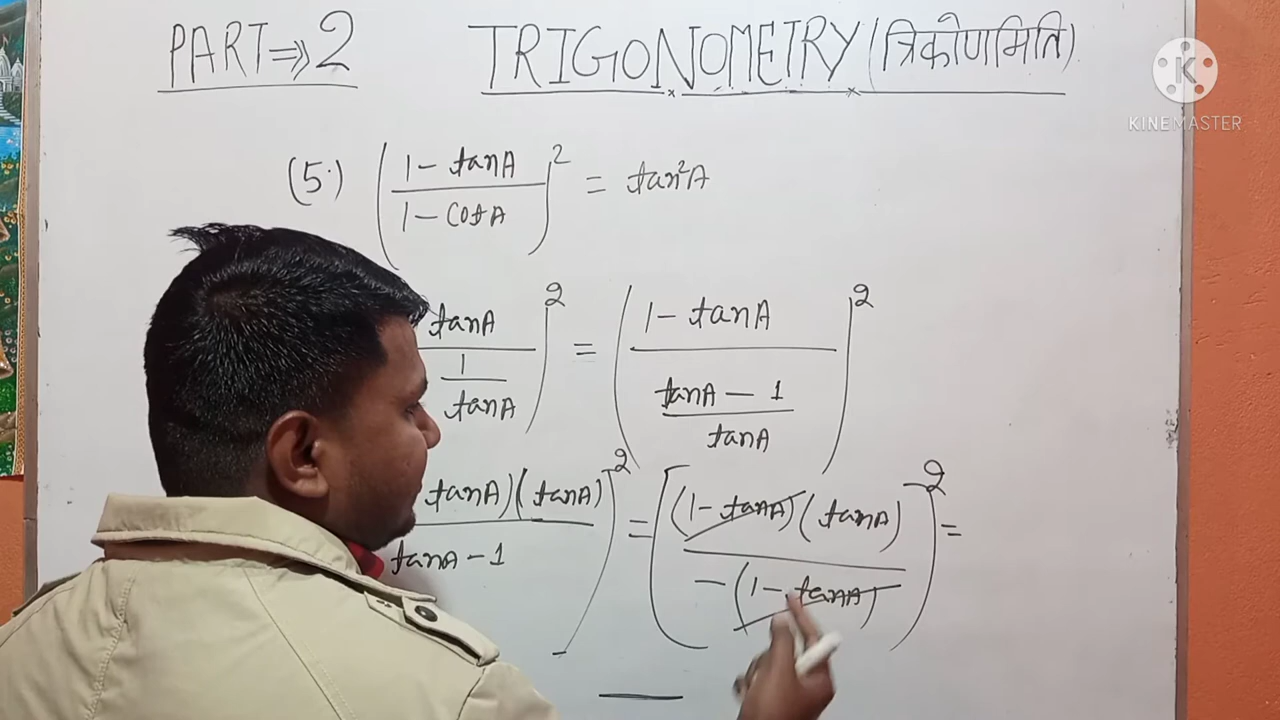 PART ⇒ 2 TRIGONOMETRY (त्रिकोणमिति)
K
KINEMASTER
(5.) (1 - tanA / 1 - cotA)² = tan²A
tanA / 1/tanA)² = (1 - tanA / tanA - 1 / tanA)²
tanA)(tanA) / tanA - 1)² = [(1 - tanA)(tanA) / -(1 - tanA)]² =